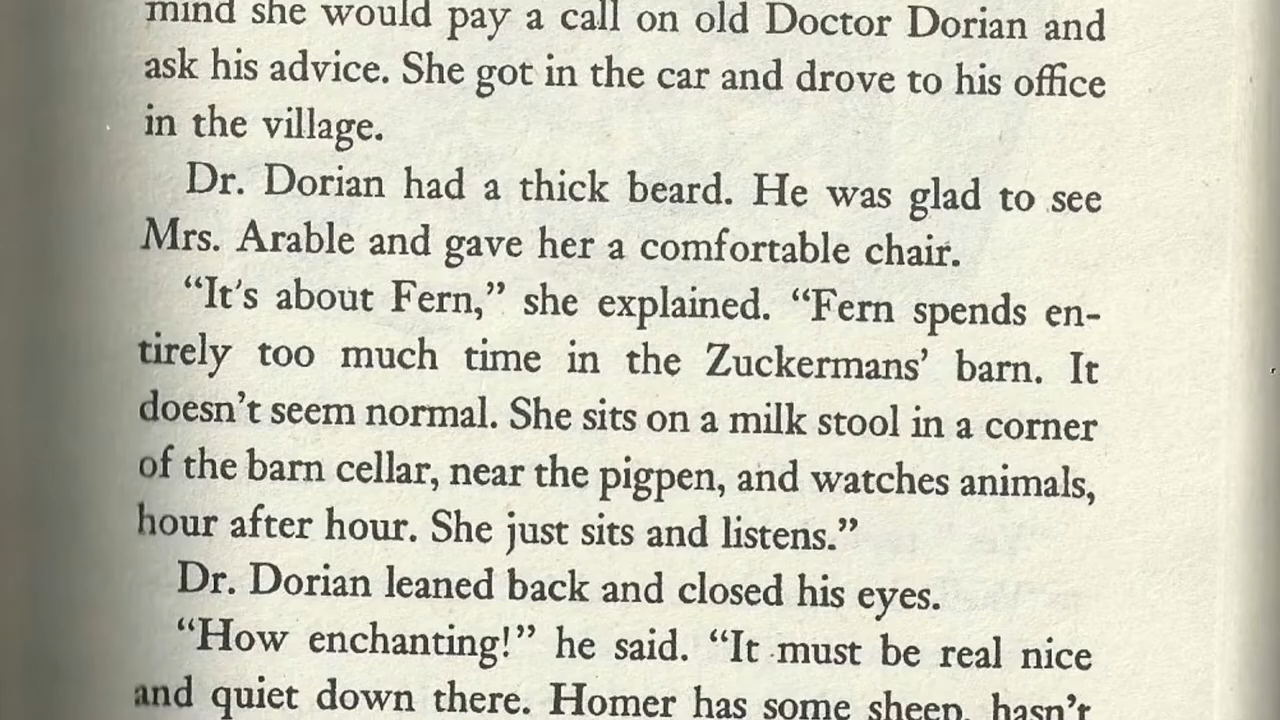 mind she would pay a call on old Doctor Dorian and
ask his advice. She got in the car and drove to his office
in the village.
Dr. Dorian had a thick beard. He was glad to see
Mrs. Arable and gave her a comfortable chair.
“It's about Fern,” she explained. “Fern spends en-
tirely too much time in the Zuckermans’ barn. It
doesn’t seem normal. She sits on a milk stool in a corner
of the barn cellar, near the pigpen, and watches animals,
hour after hour. She just sits and listens.”
Dr. Dorian leaned back and closed his eyes.
“How enchanting!” he said. “It must be real nice
and quiet down there. Homer has some sheep, hasn’t